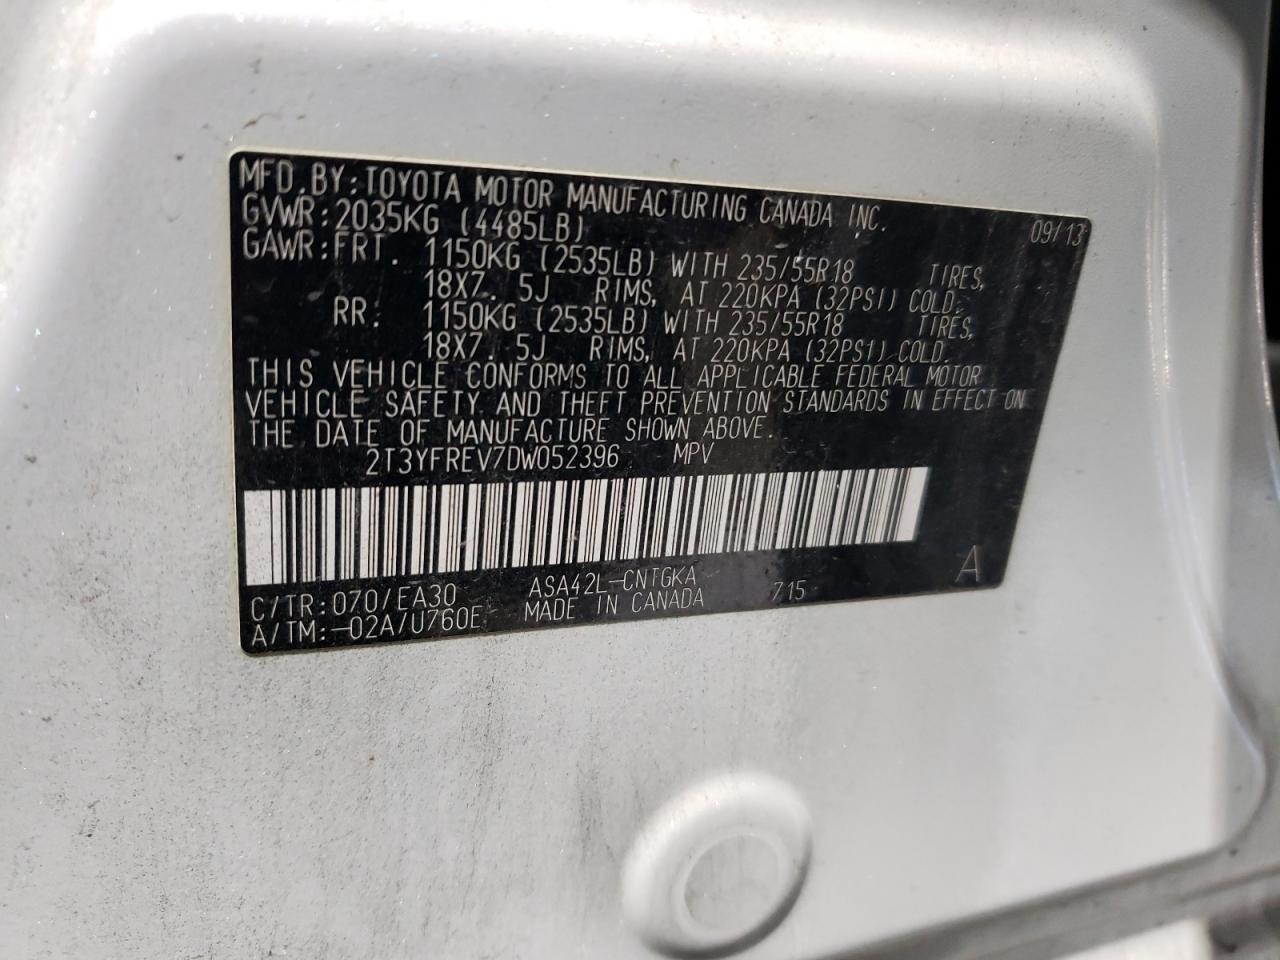 MFD.BY:TOYOTA MOTOR MANUFACTURING CANADA INC.
GVWR:2035KG (4485LB) 09/13
GAWR:FRT. 1150KG (2535LB) WITH 235/55R18 TIRES,
18X7. 5J RIMS, AT 220KPA (32PSI) COLD;
RR: 1150KG (2535LB) WITH 235/55R18 TIRES,
18X7. 5J RIMS, AT 220KPA (32PSI) COLD.
THIS VEHICLE CONFORMS TO ALL APPLICABLE FEDERAL MOTOR
VEHICLE SAFETY AND THEFT PREVENTION STANDARDS IN EFFECT ON
THE DATE OF MANUFACTURE SHOWN ABOVE.
2T3YFREV7DW052396 MPV
C/TR:070/EA30 ASA42L-CNTGKA 715 A
A/TM:-02A/U760E MADE IN CANADA